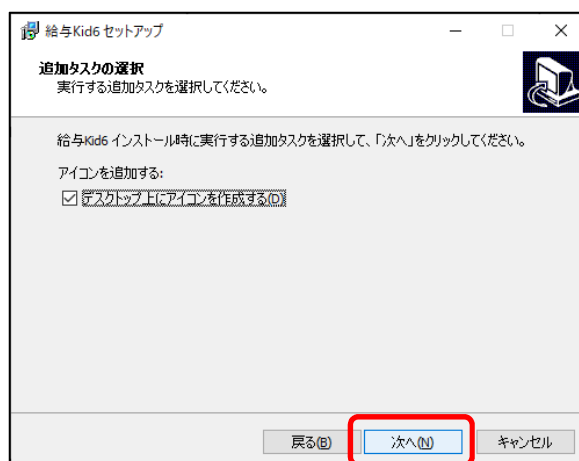 給与Kid6 セットアップ
追加タスクの選択
実行する追加タスクを選択してください。
給与Kid6 インストール時に実行する追加タスクを選択して、「次へ」をクリックしてください。
アイコンを追加する:
デスクトップ上にアイコンを作成する(D)
戻る(B) 次へ(N) キャンセル